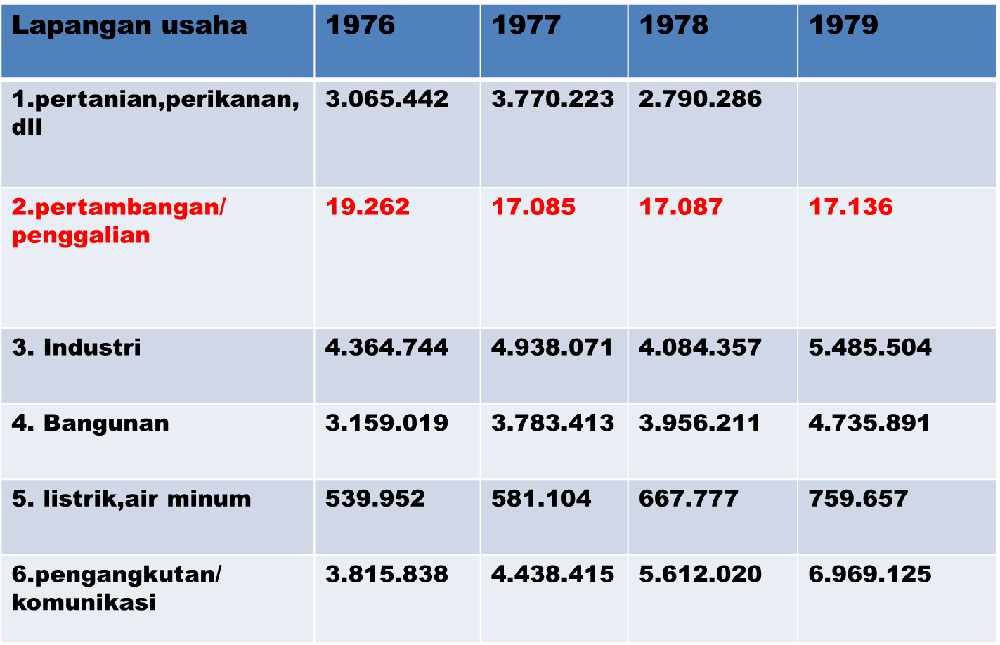 Lapangan usaha 1976 1977 1978 1979
1.pertanian,perikanan, 3.065.442 3.770.223 2.790.286
dll
2.pertambangan/ 19.262 17.085 17.087 17.136
penggalian
3. Industri 4.364.744 4.938.071 4.084.357 5.485.504
4. Bangunan 3.159.019 3.783.413 3.956.211 4.735.891
5. listrik,air minum 539.952 581.104 667.777 759.657
6.pengangkutan/ 3.815.838 4.438.415 5.612.020 6.969.125
komunikasi